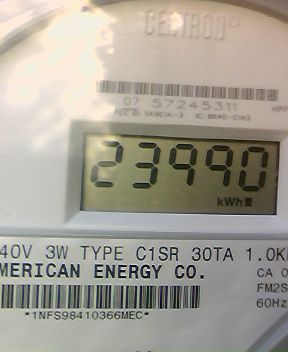 CENTRON®
07 57245311
23990
kWh
40V 3W TYPE C1SR 30TA 1.0K
MERICAN ENERGY CO.
CA 0
FM2S
60Hz
*1NFS98410366MEC*